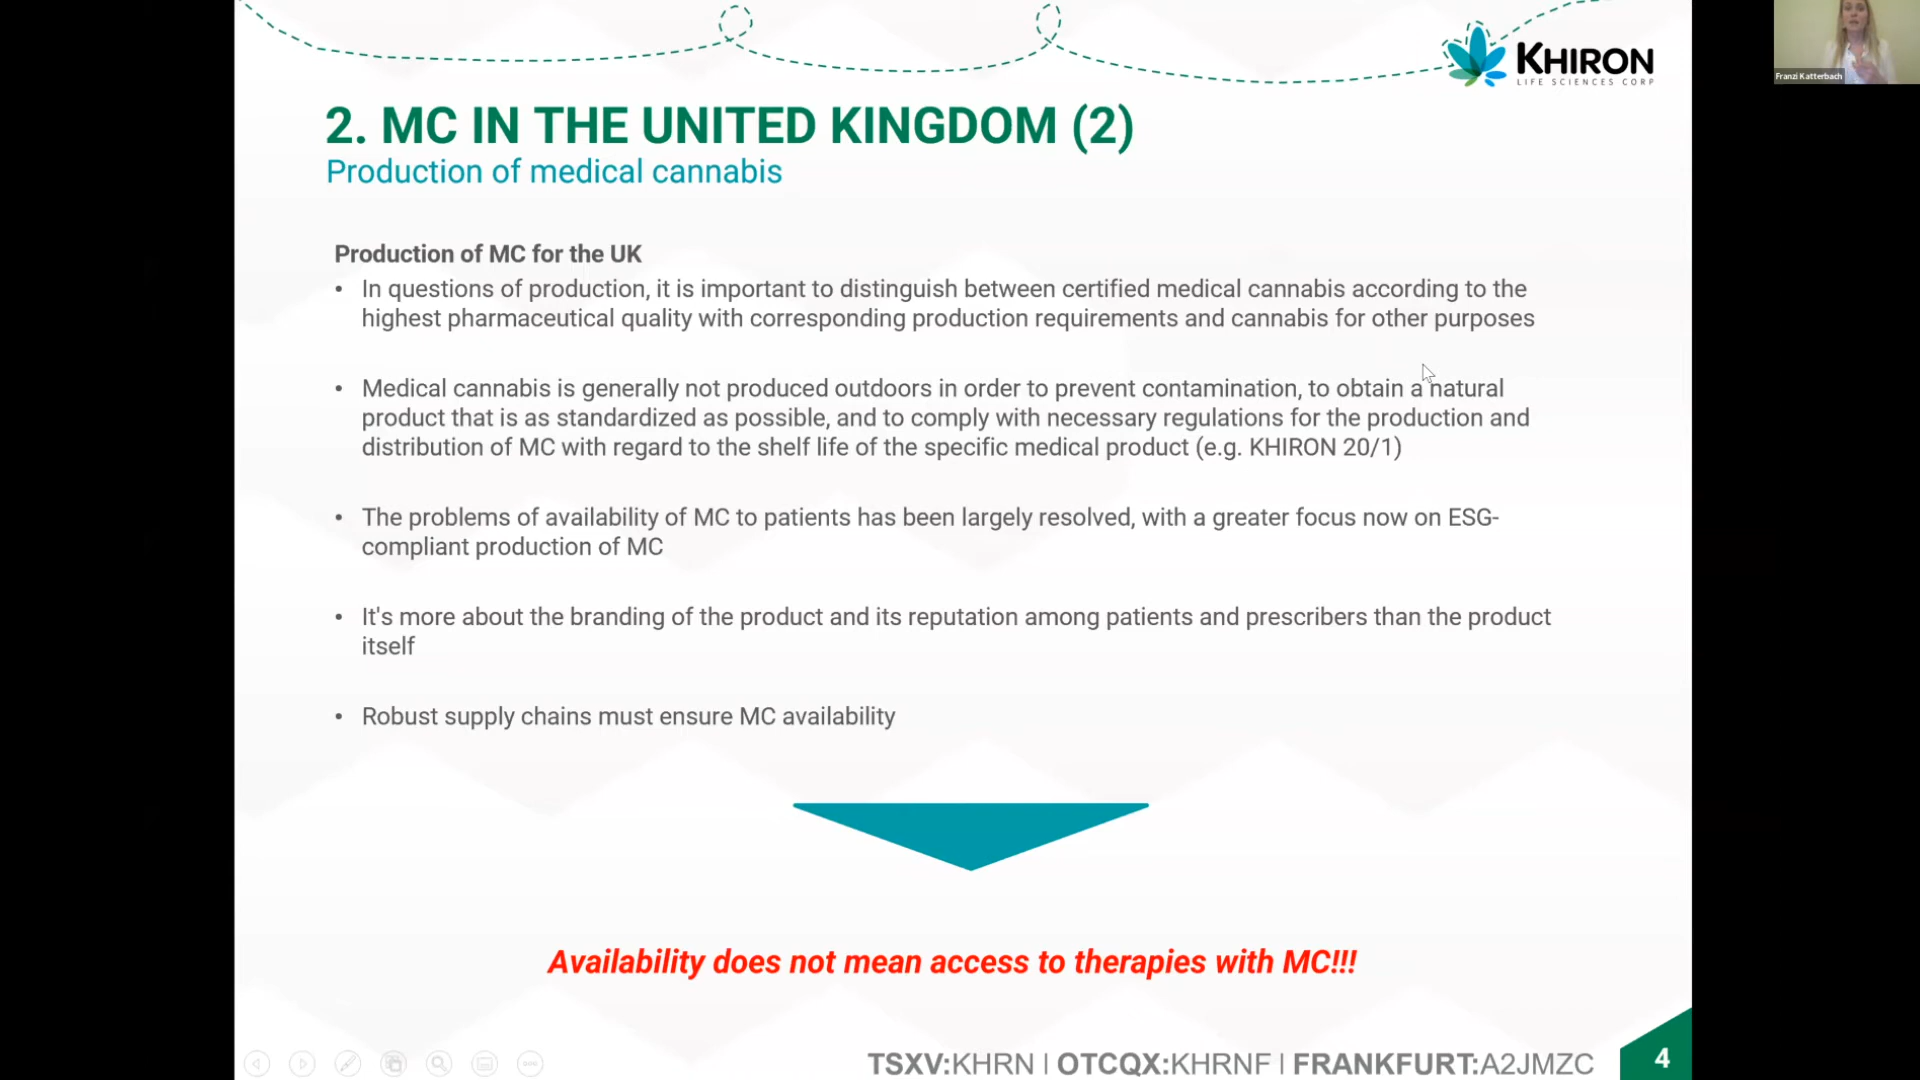 KHIRON
LIFE SCIENCES CORP
Franzi Katterbach
2. MC IN THE UNITED KINGDOM (2)
Production of medical cannabis
Production of MC for the UK
• In questions of production, it is important to distinguish between certified medical cannabis according to the
highest pharmaceutical quality with corresponding production requirements and cannabis for other purposes
• Medical cannabis is generally not produced outdoors in order to prevent contamination, to obtain a natural
product that is as standardized as possible, and to comply with necessary regulations for the production and
distribution of MC with regard to the shelf life of the specific medical product (e.g. KHIRON 20/1)
• The problems of availability of MC to patients has been largely resolved, with a greater focus now on ESG-
compliant production of MC
• It's more about the branding of the product and its reputation among patients and prescribers than the product
itself
• Robust supply chains must ensure MC availability
Availability does not mean access to therapies with MC!!!
TSXV:KHRN | OTCQX:KHRNF | FRANKFURT:A2JMZC
4